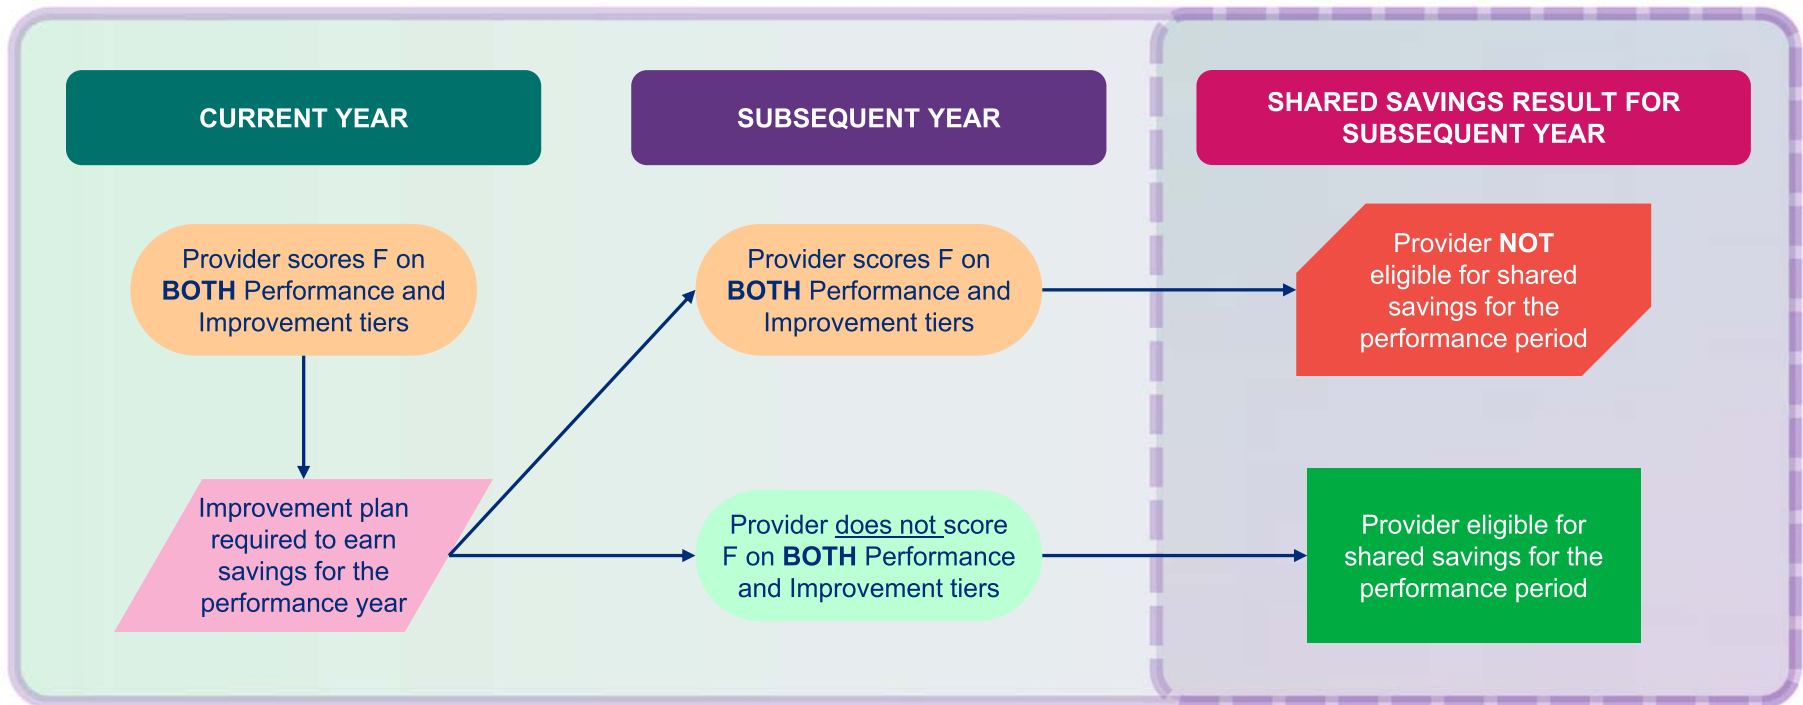 CURRENT YEAR
SUBSEQUENT YEAR
SHARED SAVINGS RESULT FOR
SUBSEQUENT YEAR
Provider scores F on
BOTH Performance and
Improvement tiers
Provider scores F on
BOTH Performance and
Improvement tiers
Provider NOT
eligible for shared
savings for the
performance period
Improvement plan
required to earn
savings for the
performance year
Provider does not score
F on BOTH Performance
and Improvement tiers
Provider eligible for
shared savings for the
performance period